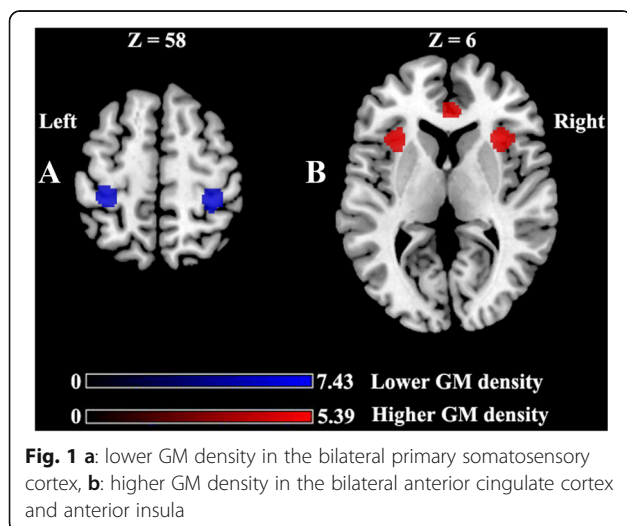 Z = 58 Z = 6
Left Right
A B
0 7.43 Lower GM density
0 5.39 Higher GM density
Fig. 1 a: lower GM density in the bilateral primary somatosensory
cortex, b: higher GM density in the bilateral anterior cingulate cortex
and anterior insula